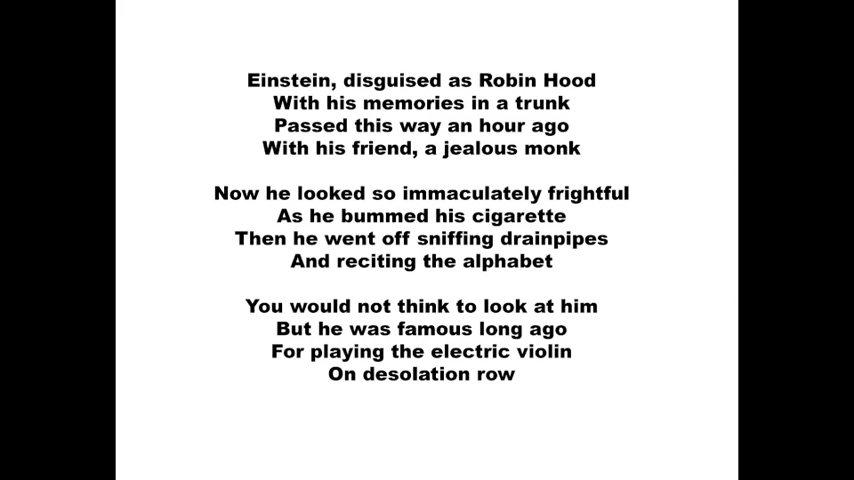 Einstein, disguised as Robin Hood
With his memories in a trunk
Passed this way an hour ago
With his friend, a jealous monk
Now he looked so immaculately frightful
As he bummed his cigarette
Then he went off sniffing drainpipes
And reciting the alphabet
You would not think to look at him
But he was famous long ago
For playing the electric violin
On desolation row